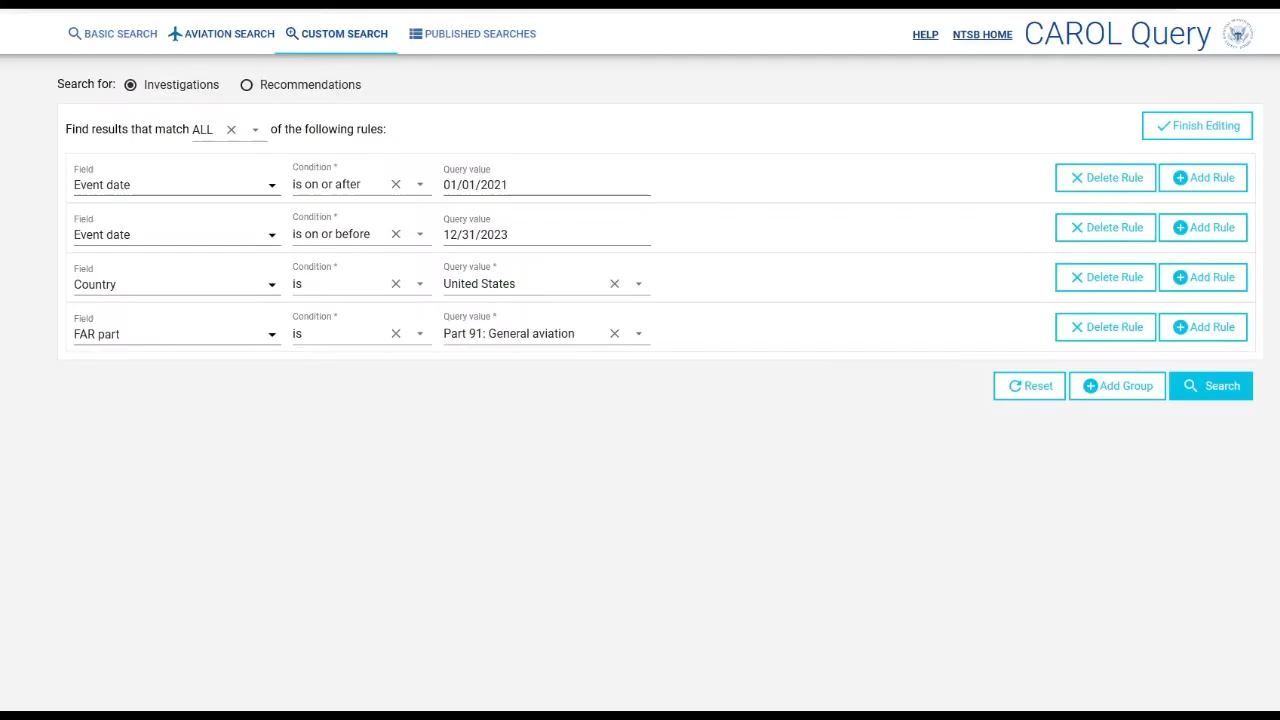 BASIC SEARCH AVIATION SEARCH CUSTOM SEARCH PUBLISHED SEARCHES HELP NTSB HOME CAROL Query
Search for: Investigations Recommendations
Find results that match ALL of the following rules:
Finish Editing
Field Condition * Query value
Event date is on or after 01/01/2021 Delete Rule Add Rule
Field Condition * Query value
Event date is on or before 12/31/2023 Delete Rule Add Rule
Field Condition * Query value *
Country is United States Delete Rule Add Rule
Field Condition * Query value *
FAR part is Part 91: General aviation Delete Rule Add Rule
Reset Add Group Search